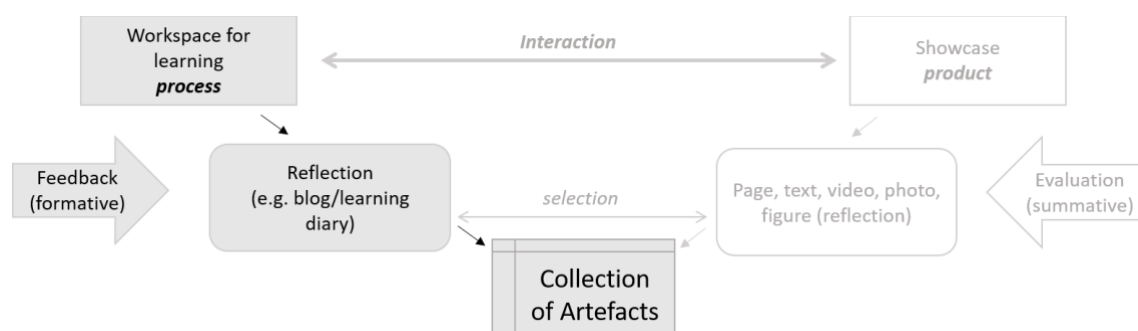 Workspace for
learning
process
Interaction
Showcase
product
Feedback
(formative)
Reflection
(e.g. blog/learning
diary)
selection
Page, text, video, photo,
figure (reflection)
Evaluation
(summative)
Collection
of Artefacts